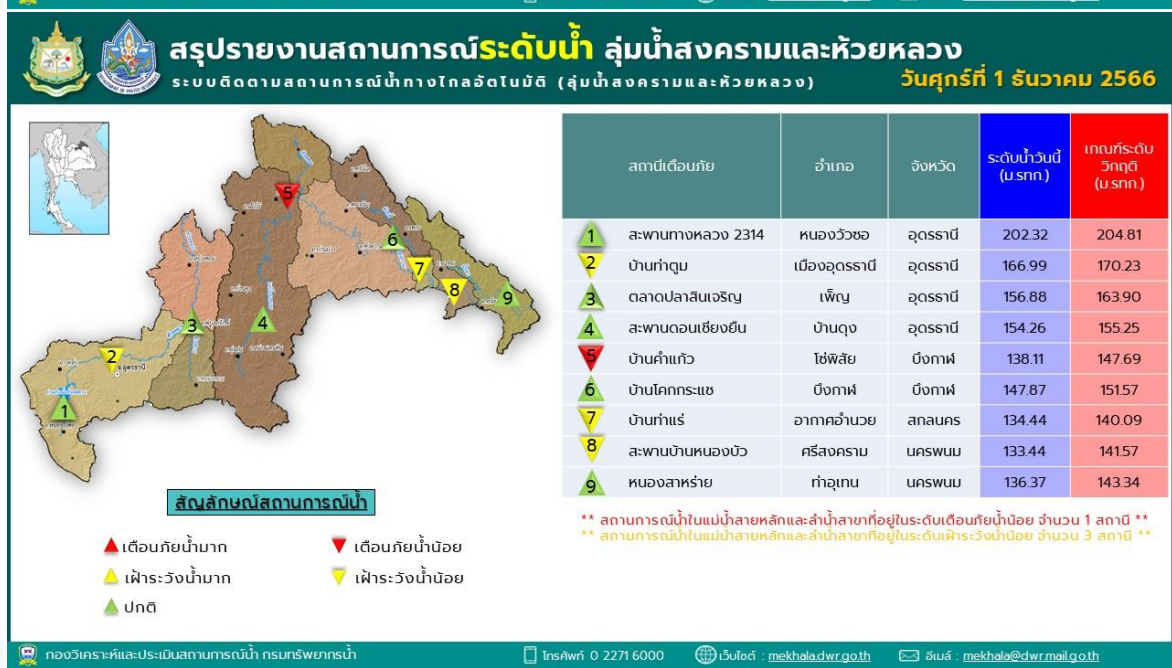 mekhala.dwr.go.th
mekhala@dwr.mail.go.th
สรุปรายงานสถานการณ์ระดับน้ำ ลุ่มน้ำสงครามและห้วยหลวง
ระบบติดตามสถานการณ์น้ำทางไกลอัตโนมัติ (ลุ่มน้ำสงครามและห้วยหลวง)
วันศุกร์ที่ 1 ธันวาคม 2566
สถานีเตือนภัย อำเภอ จังหวัด ระดับน้ำวันนี้ (ม.รทก.) เกณฑ์ระดับวิกฤติ (ม.รทก.)
1 สะพานทางหลวง 2314 หนองวัวซอ อุดรธานี 202.32 204.81
2 บ้านท่าตูม เมืองอุดรธานี อุดรธานี 166.99 170.23
3 ตลาดปลาสินเจริญ เพ็ญ อุดรธานี 156.88 163.90
4 สะพานดอนเชียงยืน บ้านดุง อุดรธานี 154.26 155.25
5 บ้านคำแก้ว โซ่พิสัย บึงกาฬ 138.11 147.69
6 บ้านโคกกระแซ บึงกาฬ บึงกาฬ 147.87 151.57
7 บ้านท่าแร่ อากาศอำนวย สกลนคร 134.44 140.09
8 สะพานบ้านหนองบัว ศรีสงคราม นครพนม 133.44 141.57
9 หนองสาหร่าย ท่าอุเทน นครพนม 136.37 143.34
** สถานการณ์น้ำในแม่น้ำสายหลักและลำน้ำสาขาที่อยู่ในระดับเตือนภัยน้ำน้อย จำนวน 1 สถานี **
** สถานการณ์น้ำในแม่น้ำสายหลักและลำน้ำสาขาที่อยู่ในระดับเฝ้าระวังน้ำน้อย จำนวน 3 สถานี **
5
6
7
8
9
3
4
2
อ.อุดรธานี
1
สัญลักษณ์สถานการณ์น้ำ
เตือนภัยน้ำมาก เตือนภัยน้ำน้อย
เฝ้าระวังน้ำมาก เฝ้าระวังน้ำน้อย
ปกติ
กองวิเคราะห์และประเมินสถานการณ์น้ำ กรมทรัพยากรน้ำ
โทรศัพท์ 0 2271 6000
เว็บไซต์ : mekhala.dwr.go.th
อีเมล์ : mekhala@dwr.mail.go.th